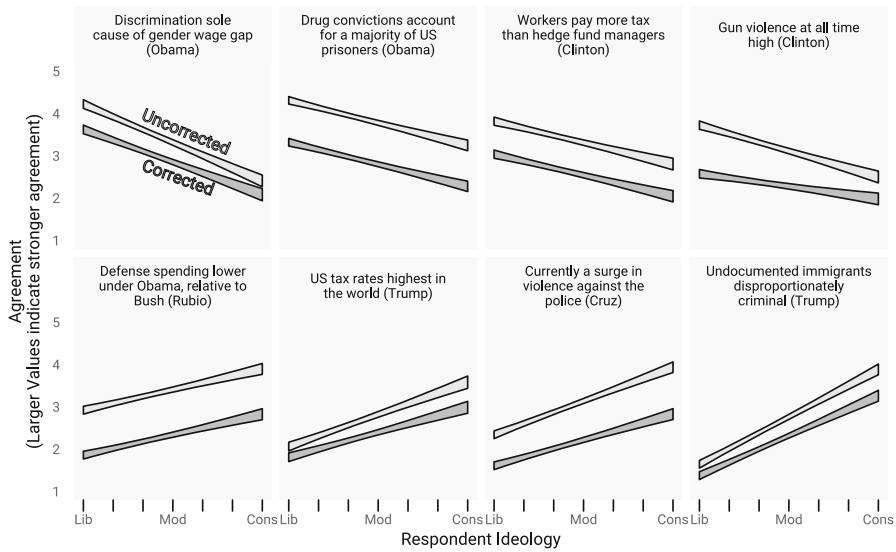 Discrimination sole
cause of gender wage gap
(Obama)
Drug convictions account
for a majority of US
prisoners (Obama)
Workers pay more tax
than hedge fund managers
(Clinton)
Gun violence at all time
high (Clinton)
5
4
3
2
1
Uncorrected
Corrected
Agreement
(Larger Values indicate stronger agreement)
Defense spending lower
under Obama, relative to
Bush (Rubio)
US tax rates highest in
the world (Trump)
Currently a surge in
violence against the
police (Cruz)
Undocumented immigrants
disproportionately
criminal (Trump)
5
4
3
2
1
Lib Mod Cons Lib Mod Cons Lib Mod Cons Lib Mod Cons
Respondent Ideology